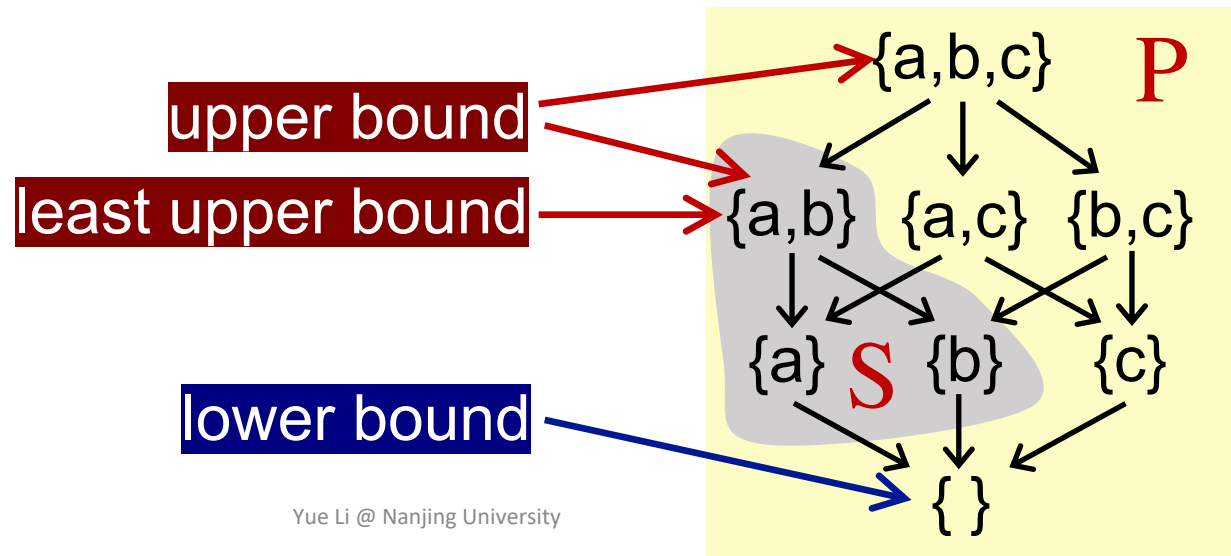 {a,b,c}
P
upper bound
least upper bound
{a,b}
{a,c}
{b,c}
{a}
S
{b}
{c}
lower bound
{ }
Yue Li @ Nanjing University